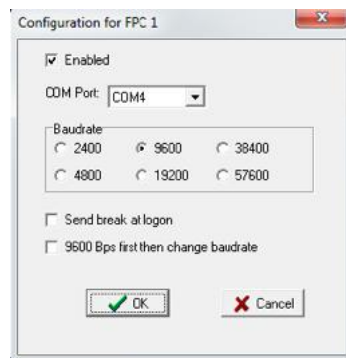 Configuration for FPC 1
Enabled
COM Port: COM4
Baudrate
2400 9600 38400
4800 19200 57600
Send break at logon
9600 Bps first then change baudrate
OK Cancel